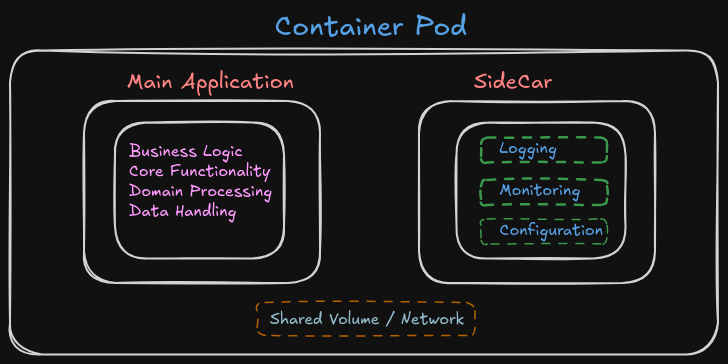 Container Pod
Main Application
Business Logic
Core Functionality
Domain Processing
Data Handling
SideCar
Logging
Monitoring
Configuration
Shared Volume / Network